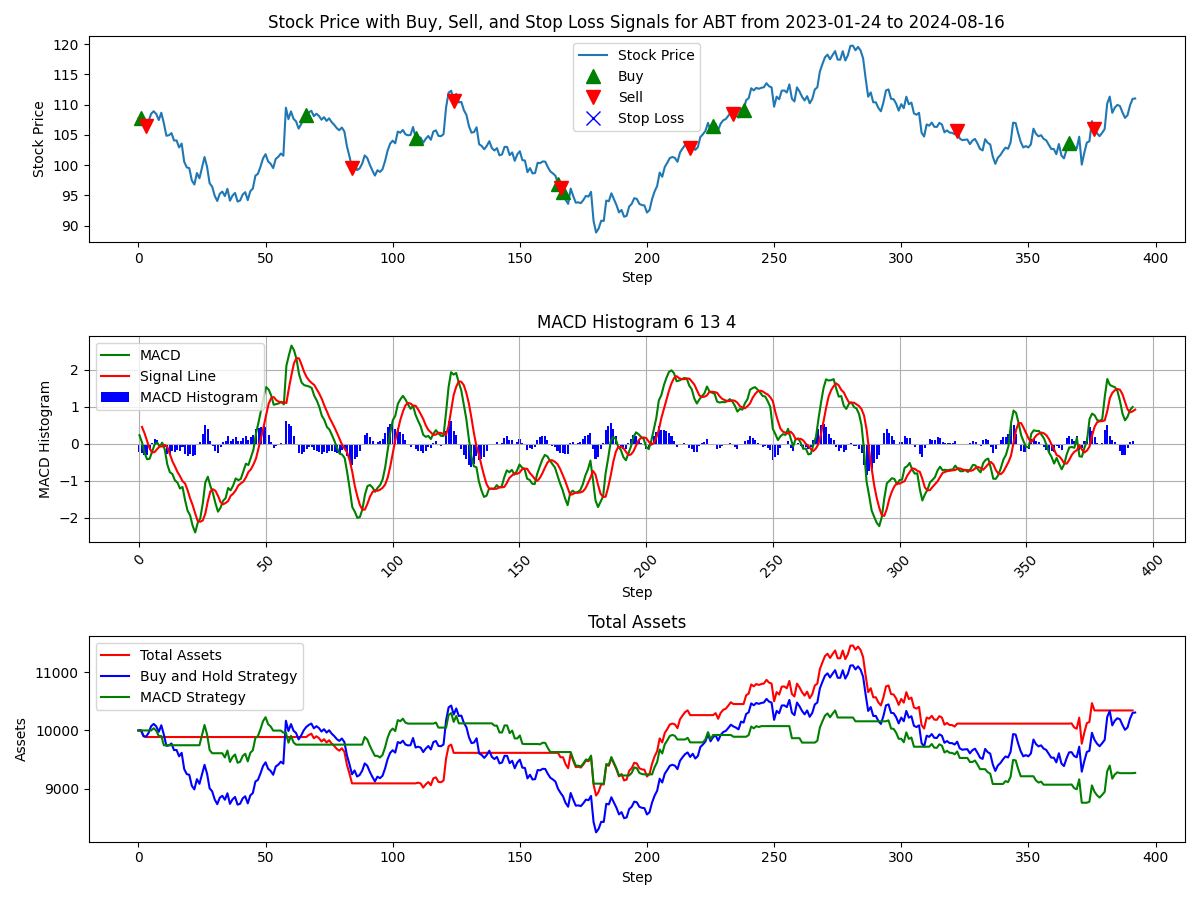 Stock Price with Buy, Sell, and Stop Loss Signals for ABT from 2023-01-24 to 2024-08-16
Stock Price
120
115
110
105
100
95
90
Stock Price
Buy
Sell
Stop Loss
0 50 100 150 200 250 300 350 400
Step
MACD Histogram 6 13 4
MACD Histogram
2
1
0
−1
−2
MACD
Signal Line
MACD Histogram
0 50 100 150 200 250 300 350 400
Step
Total Assets
Assets
11000
10000
9000
Total Assets
Buy and Hold Strategy
MACD Strategy
0 50 100 150 200 250 300 350 400
Step